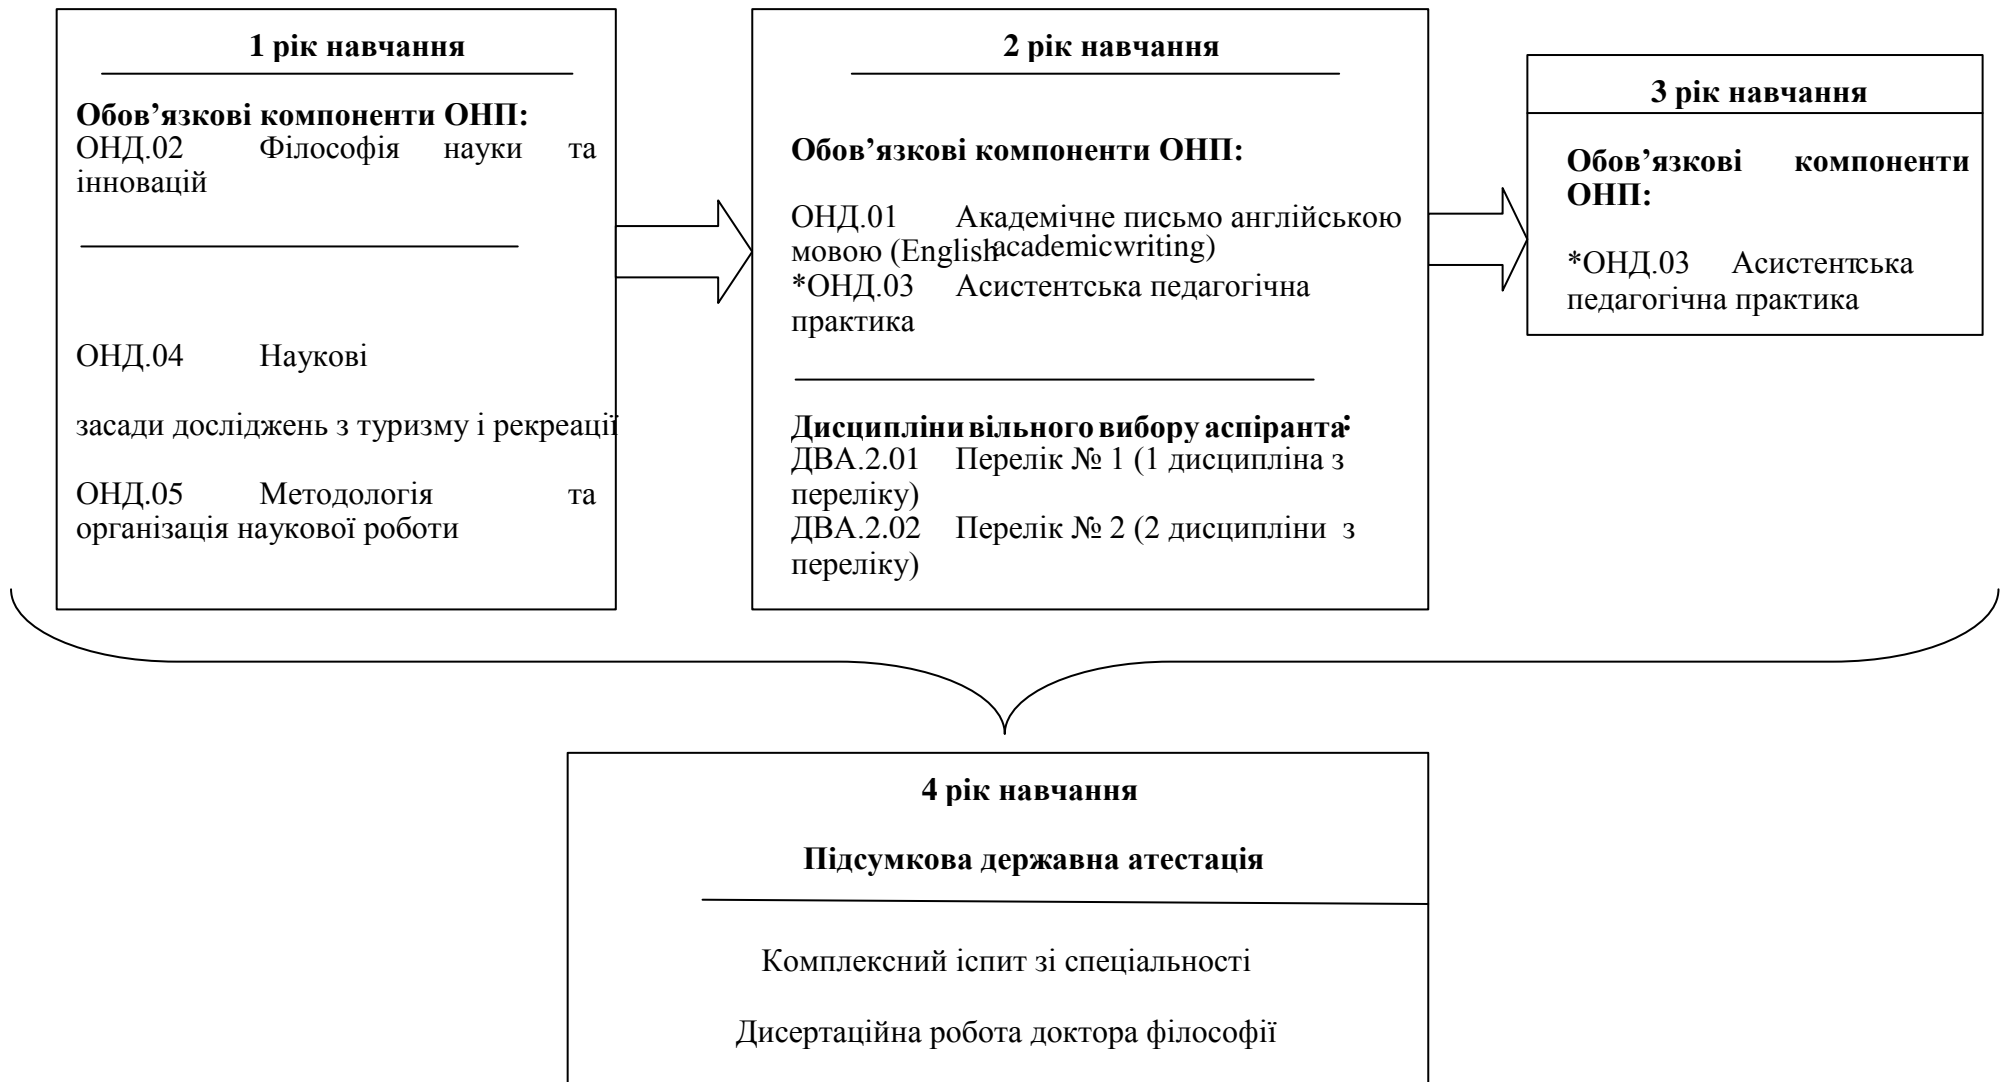 1 рік навчання
Обов’язкові компоненти ОНП:
ОНД.02 Філософія науки та
інновацій
ОНД.04 Наукові
засади досліджень з туризму і рекреації
ОНД.05 Методологія та
організація наукової роботи
2 рік навчання
Обов’язкові компоненти ОНП:
ОНД.01 Академічне письмо англійською
мовою (English academicwriting)
*ОНД.03 Асистентська педагогічна
практика
Дисципліни вільного вибору аспіранта:
ДВА.2.01 Перелік № 1 (1 дисципліна з
переліку)
ДВА.2.02 Перелік № 2 (2 дисципліни з
переліку)
3 рік навчання
Обов’язкові компоненти
ОНП:
*ОНД.03 Асистентська
педагогічна практика
4 рік навчання
Підсумкова державна атестація
Комплексний іспит зі спеціальності
Дисертаційна робота доктора філософії